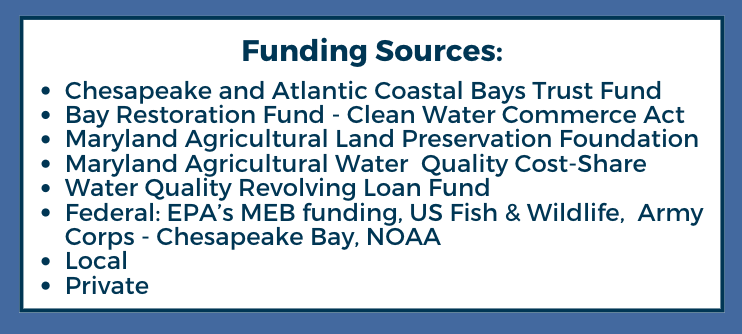 Funding Sources:
• Chesapeake and Atlantic Coastal Bays Trust Fund
• Bay Restoration Fund - Clean Water Commerce Act
• Maryland Agricultural Land Preservation Foundation
• Maryland Agricultural Water  Quality Cost-Share
• Water Quality Revolving Loan Fund
• Federal: EPA’s MEB funding, US Fish & Wildlife,  Army
Corps - Chesapeake Bay, NOAA
• Local
• Private